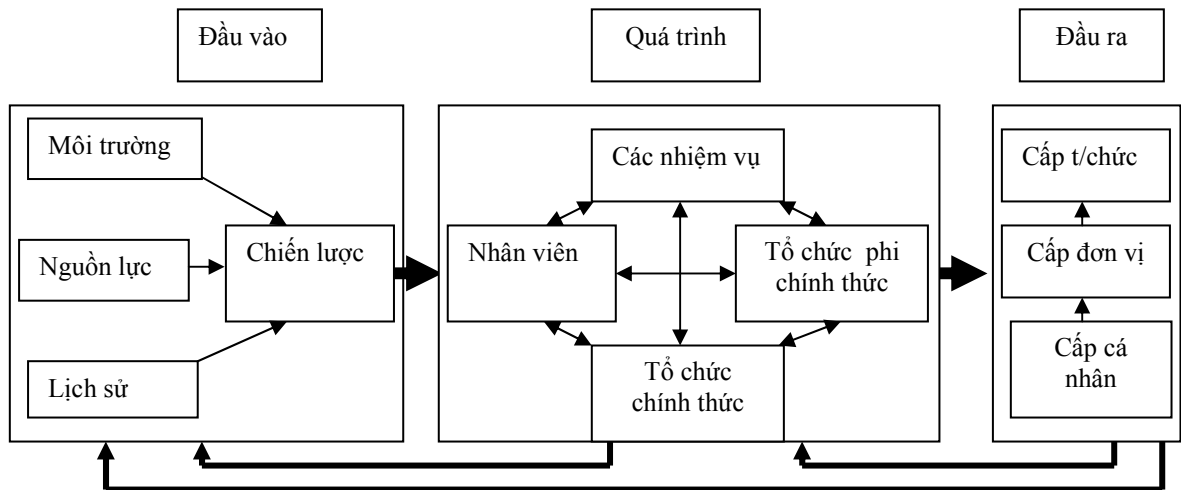 Đầu vào
Quá trình
Đầu ra
Môi trường
Nguồn lực
Lịch sử
Chiến lược
Các nhiệm vụ
Nhân viên
Tổ chức phi
chính thức
Tổ chức
chính thức
Cấp t/chức
Cấp đơn vị
Cấp cá
nhân